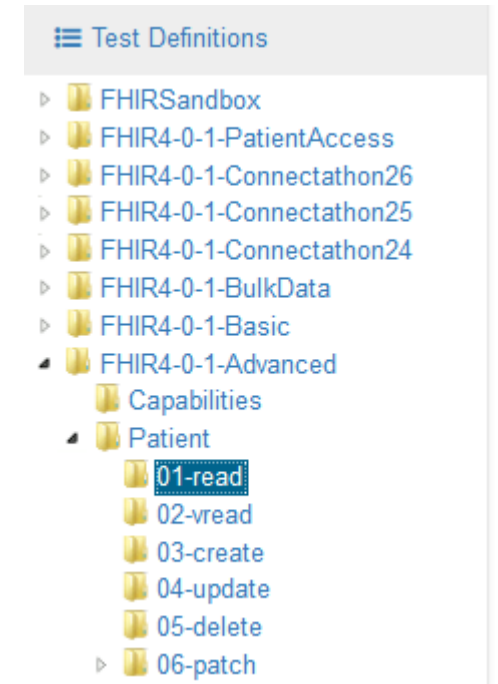 Test Definitions
FHIRSandbox
FHIR4-0-1-PatientAccess
FHIR4-0-1-Connectathon26
FHIR4-0-1-Connectathon25
FHIR4-0-1-Connectathon24
FHIR4-0-1-BulkData
FHIR4-0-1-Basic
FHIR4-0-1-Advanced
Capabilities
Patient
01-read
02-vread
03-create
04-update
05-delete
06-patch